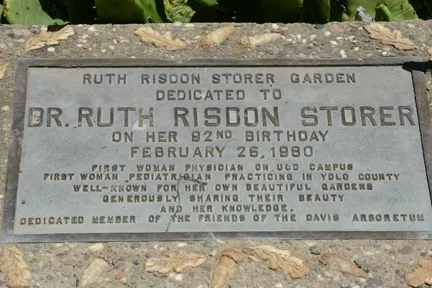 RUTH RISDON STORER GARDEN
DEDICATED TO
DR. RUTH RISDON STORER
ON HER 92ND BIRTHDAY
FEBRUARY 25, 1980
FIRST WOMAN PHYSICIAN ON UCD CAMPUS
FIRST WOMAN PEDIATRICIAN PRACTICING IN YOLO COUNTY
WELL-KNOWN FOR HER OWN BEAUTIFUL GARDENS
GENEROUSLY SHARING THEIR BEAUTY
AND HER KNOWLEDGE.
DEDICATED MEMBER OF THE FRIENDS OF THE DAVIS ARBORETUM